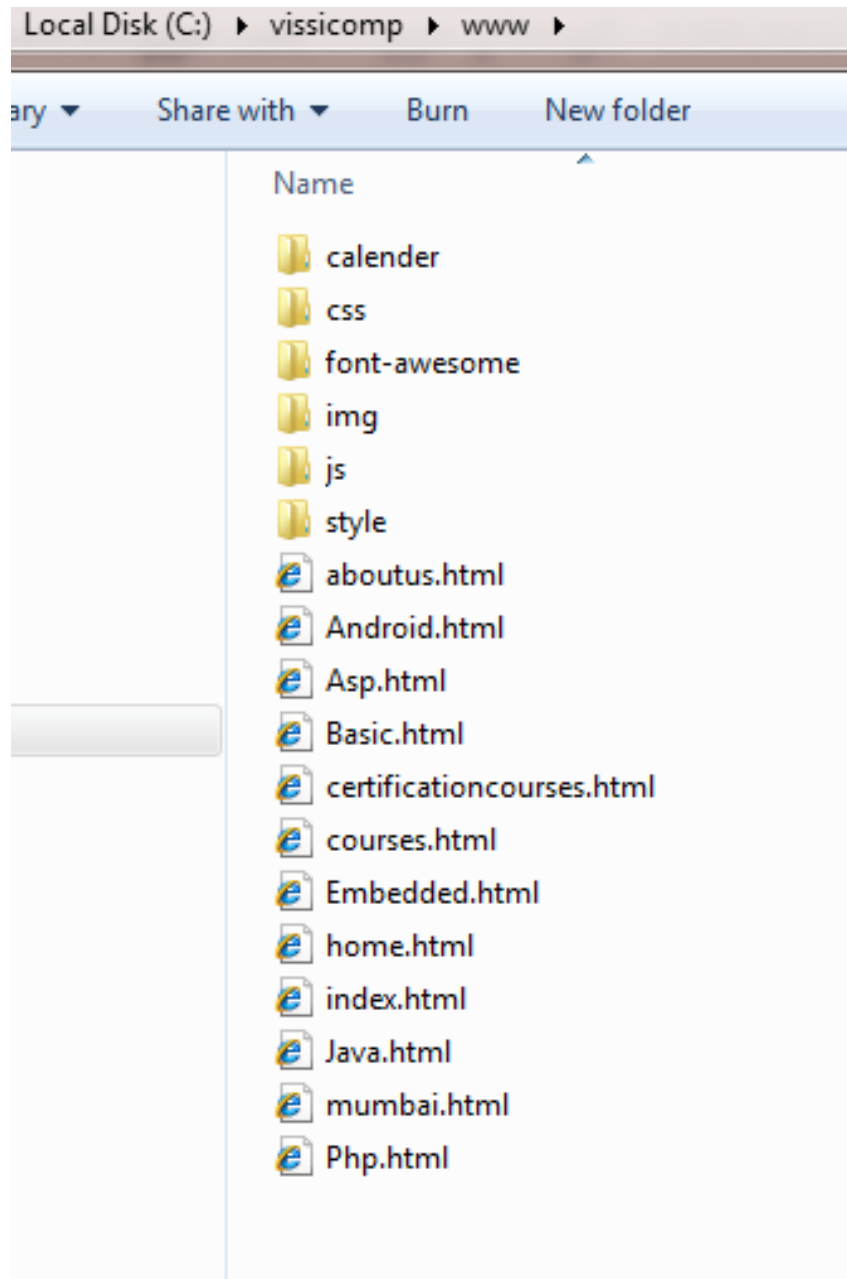 Local Disk (C:) vissicomp www
ary Share with Burn New folder
Name
calender
css
font-awesome
img
js
style
aboutus.html
Android.html
Asp.html
Basic.html
certificationcourses.html
courses.html
Embedded.html
home.html
index.html
Java.html
mumbai.html
Php.html